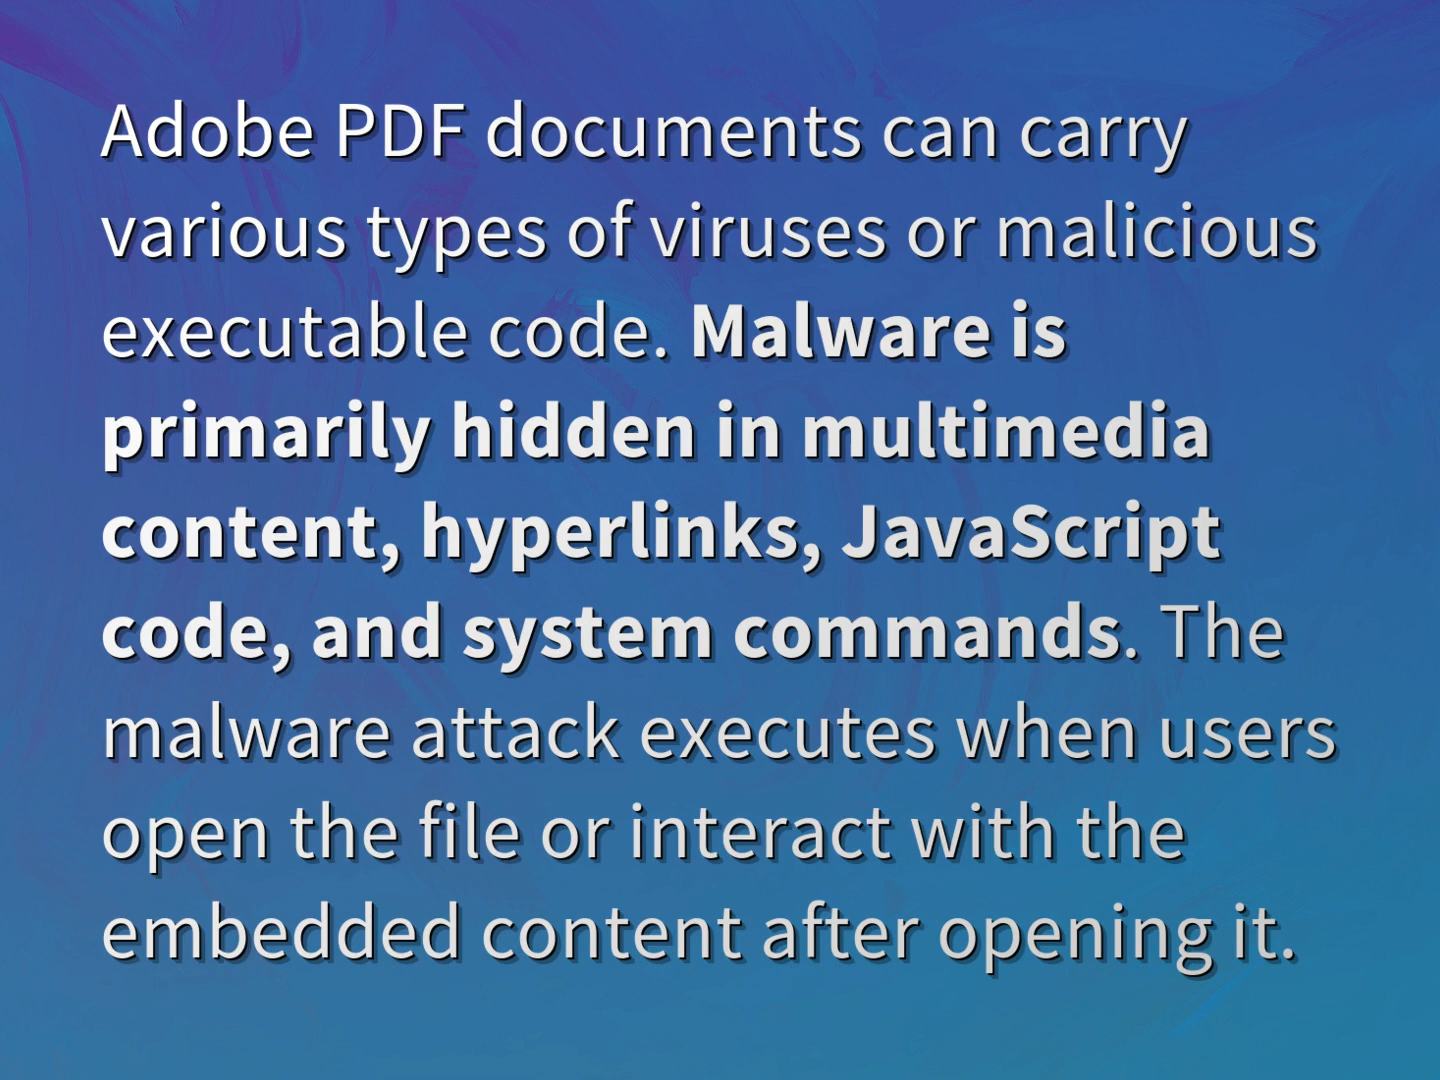 Adobe PDF documents can carry
various types of viruses or malicious
executable code. Malware is
primarily hidden in multimedia
content, hyperlinks, JavaScript
code, and system commands. The
malware attack executes when users
open the file or interact with the
embedded content after opening it.